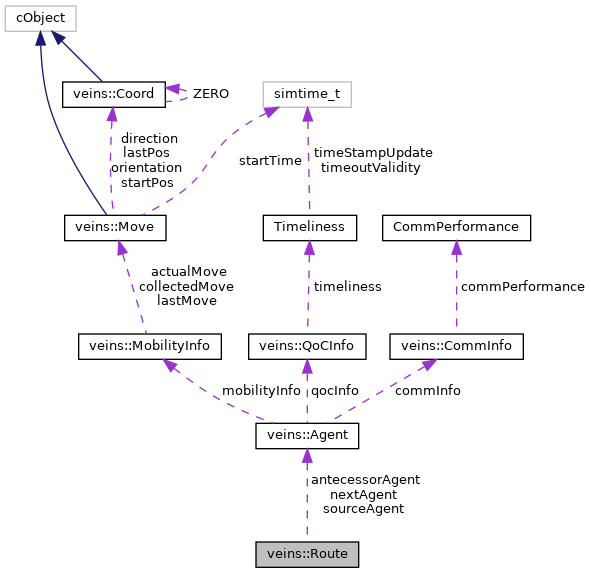 cObject
veins::Coord
ZERO
simtime_t
direction
lastPos
orientation
startPos
startTime
timeStampUpdate
timeoutValidity
veins::Move
Timeliness
CommPerformance
actualMove
collectedMove
lastMove
timeliness
commPerformance
veins::MobilityInfo
veins::QoCInfo
veins::CommInfo
mobilityInfo
qocInfo
commInfo
veins::Agent
antecessorAgent
nextAgent
sourceAgent
veins::Route